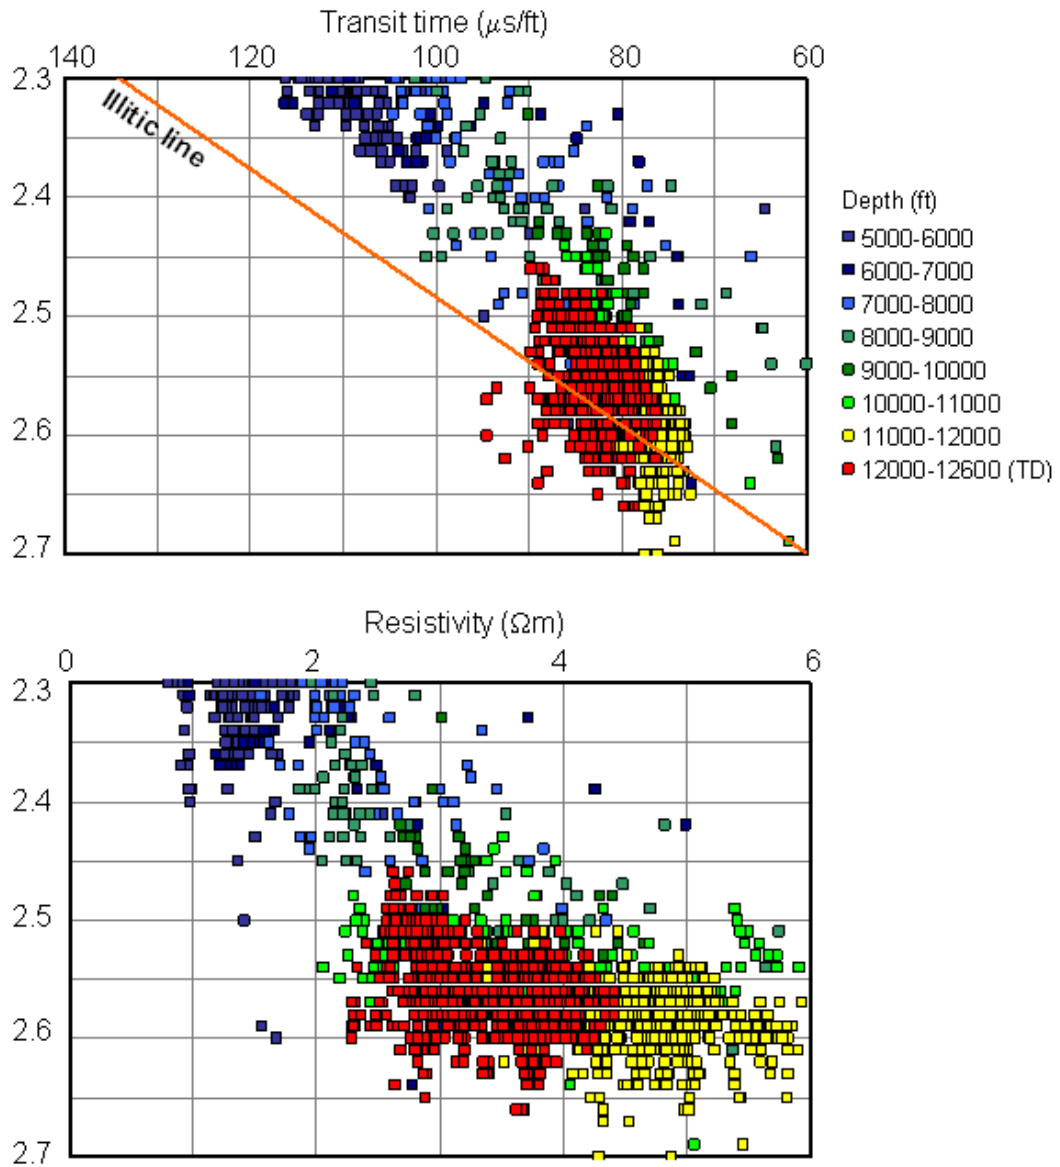 Transit time (μs/ft)
140 120 100 80 60
2.3
Illitic line
2.4
2.5
2.6
2.7
Depth (ft)
5000-6000
6000-7000
7000-8000
8000-9000
9000-10000
10000-11000
11000-12000
12000-12600 (TD)
Resistivity (Ωm)
0 2 4 6
2.3
2.4
2.5
2.6
2.7